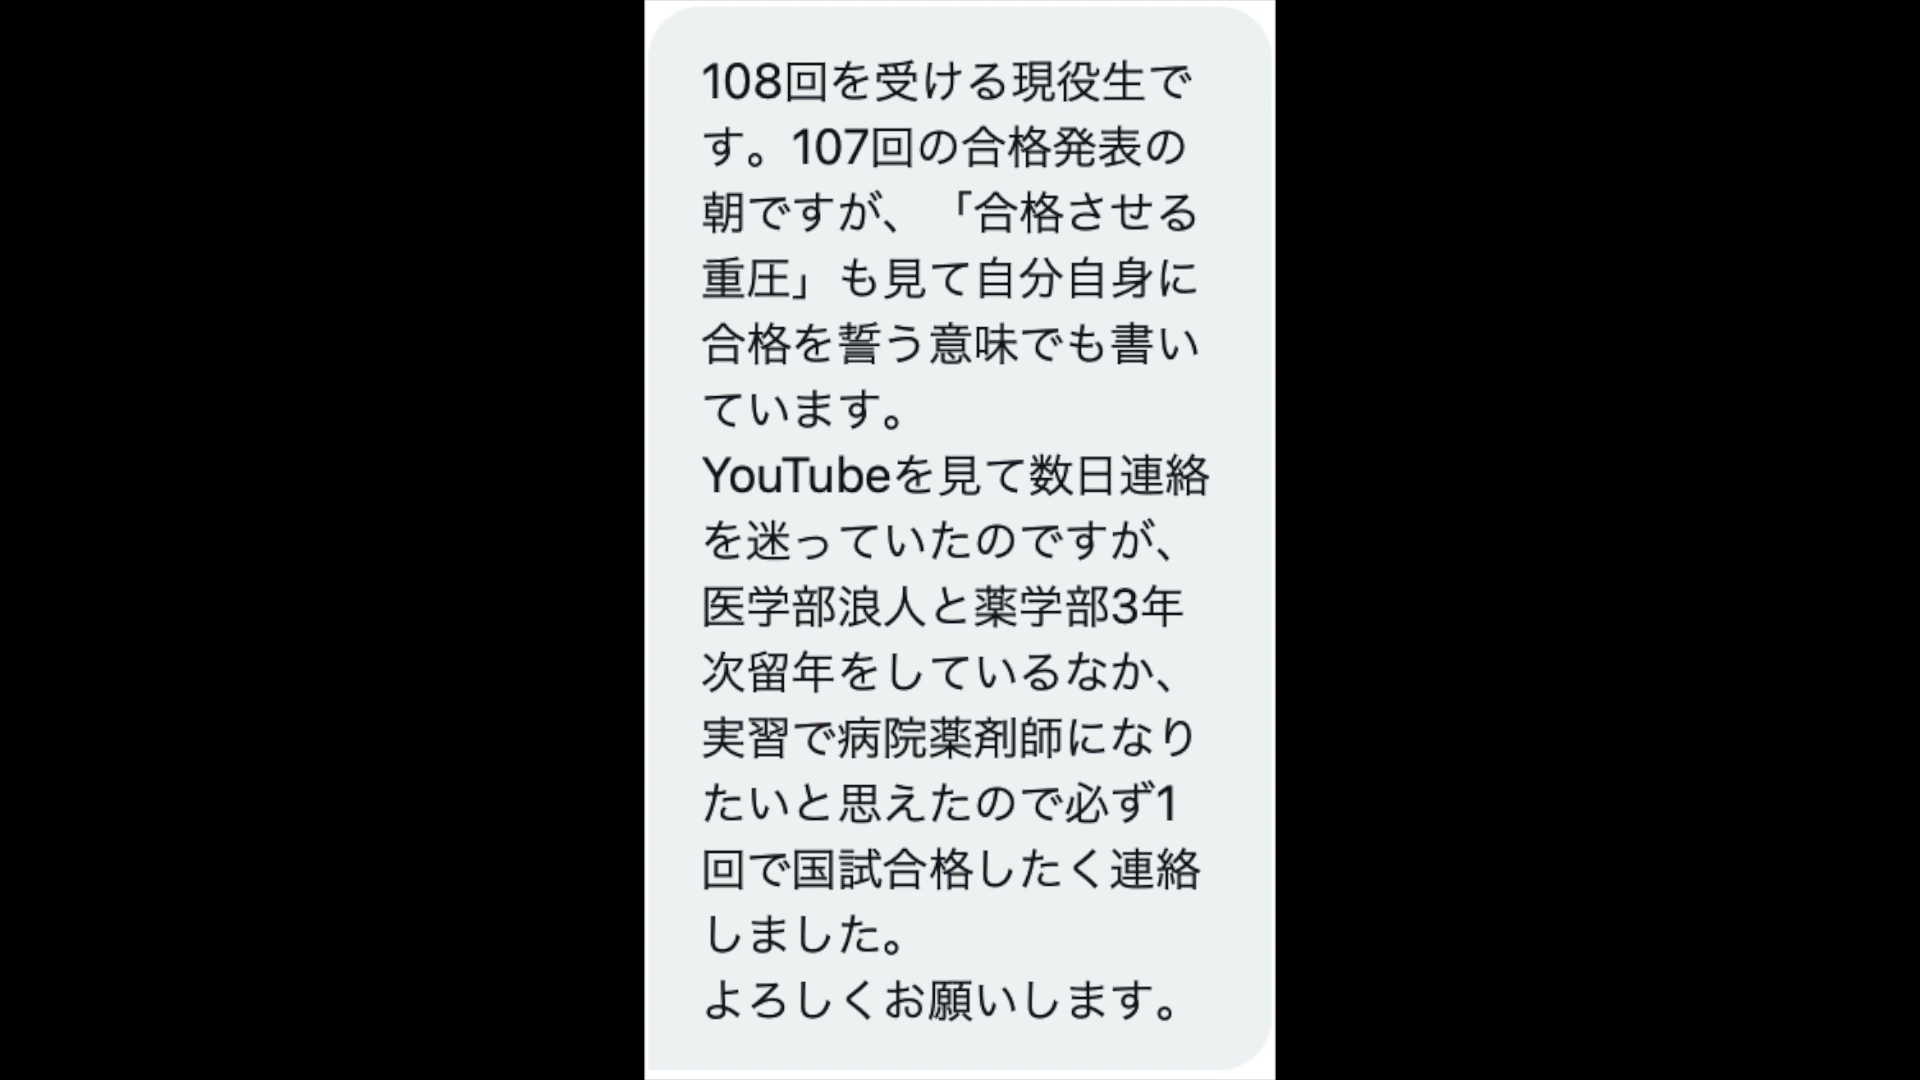 108回を受ける現役生で
す。107回の合格発表の
朝ですが、「合格させる
重圧」も見て自分自身に
合格を誓う意味でも書い
ています。
YouTubeを見て数日連絡
を迷っていたのですが、
医学部浪人と薬学部3年
次留年をしているなか、
実習で病院薬剤師になり
たいと思えたので必ず1
回で国試合格したく連絡
しました。
よろしくお願いします。